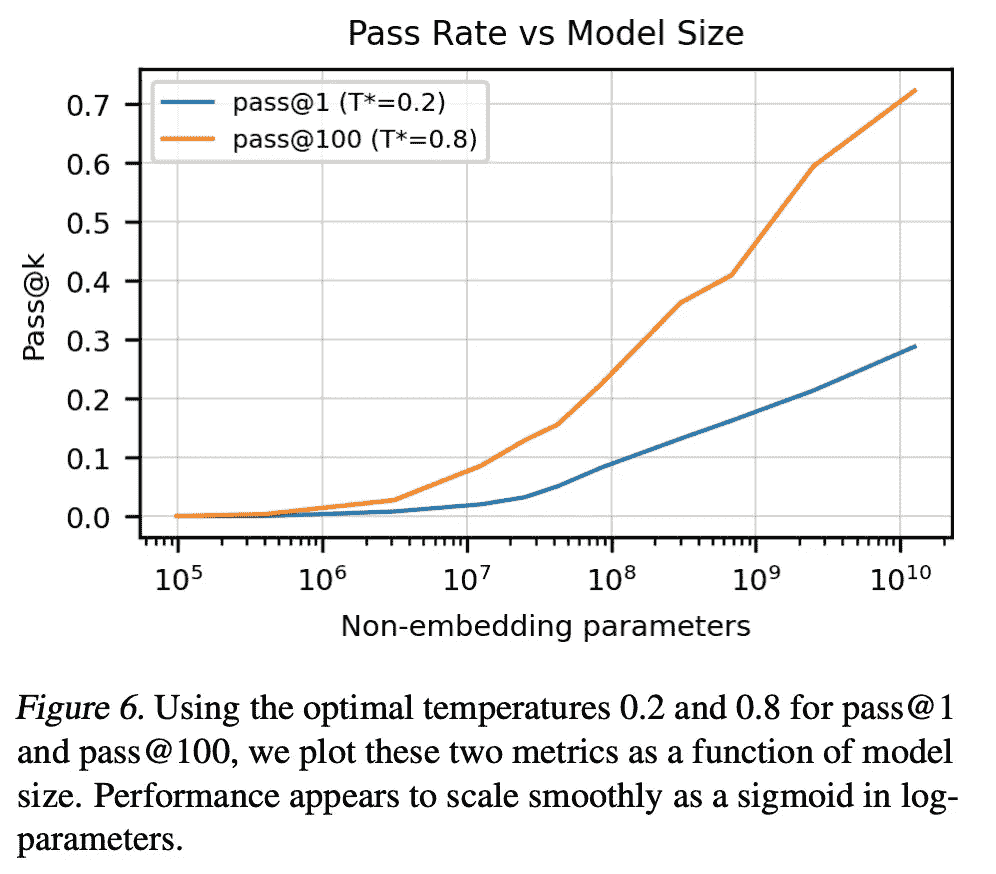 Pass Rate vs Model Size
pass@1 (T*=0.2)
pass@100 (T*=0.8)
Pass@k
0.7
0.6
0.5
0.4
0.3
0.2
0.1
0.0
10⁵ 10⁶ 10⁷ 10⁸ 10⁹ 10¹⁰
Non-embedding parameters
Figure 6. Using the optimal temperatures 0.2 and 0.8 for pass@1
and pass@100, we plot these two metrics as a function of model
size. Performance appears to scale smoothly as a sigmoid in log-
parameters.